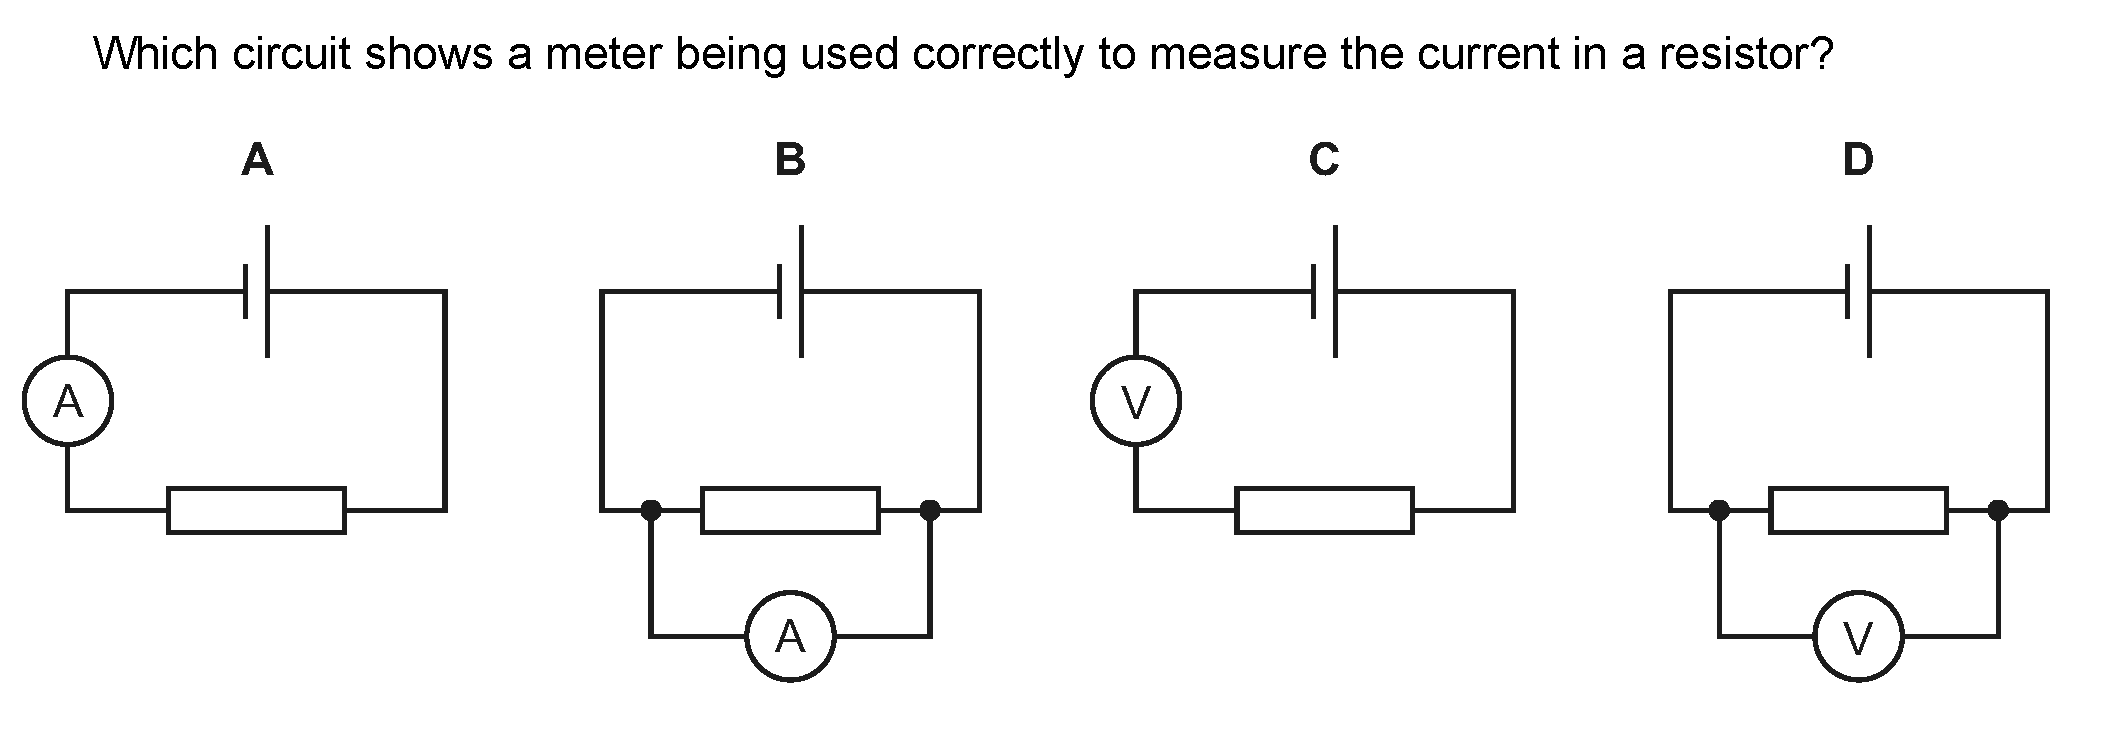 Which circuit shows a meter being used correctly to measure the current in a resistor?
A B C D
A V
A V